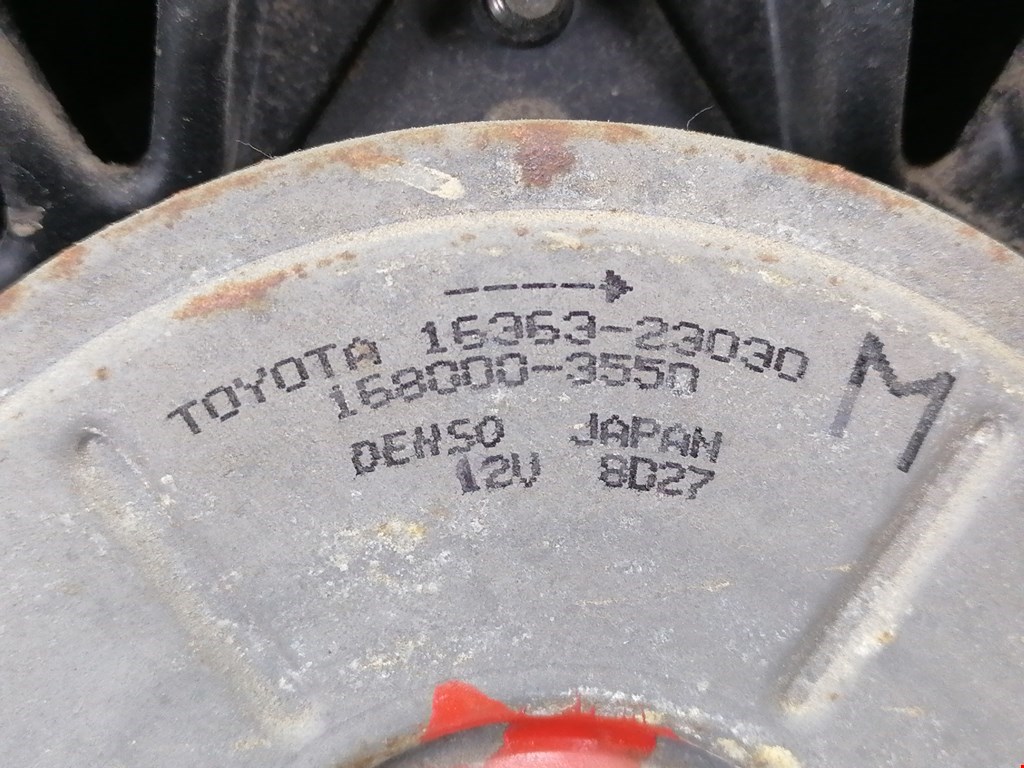 TOYOTA 16363-23030
168000-3550
M
DENSO JAPAN
12V 8D27